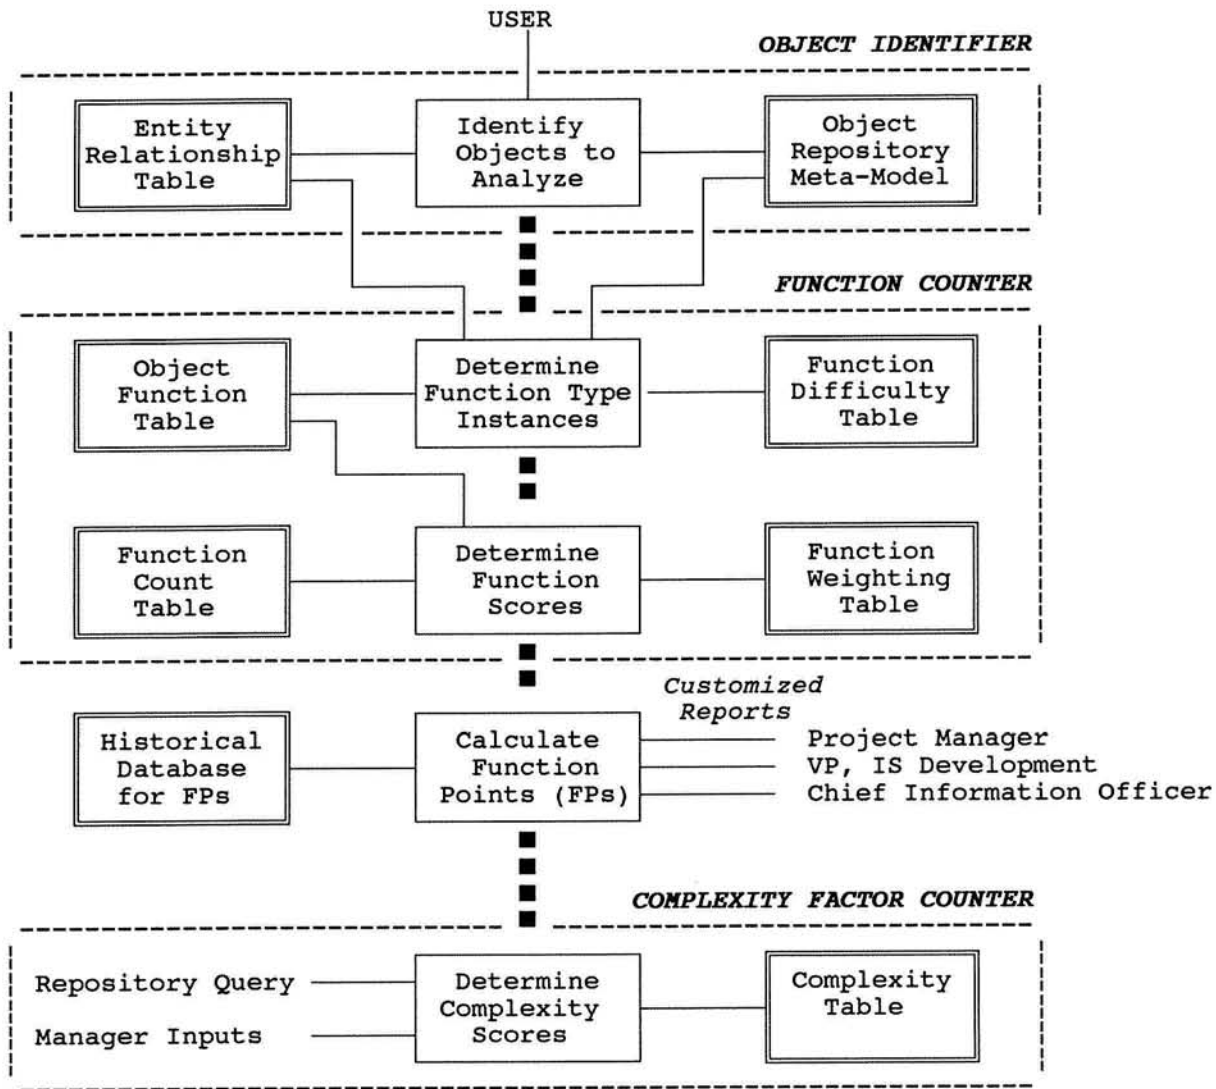 USER
OBJECT IDENTIFIER
Entity
Relationship
Table
Identify
Objects to
Analyze
Object
Repository
Meta-Model
FUNCTION COUNTER
Object
Function
Table
Determine
Function Type
Instances
Function
Difficulty
Table
Function
Count
Table
Determine
Function
Scores
Function
Weighting
Table
Customized
Reports
Historical
Database
for FPs
Calculate
Function
Points (FPs)
Project Manager
VP, IS Development
Chief Information Officer
COMPLEXITY FACTOR COUNTER
Repository Query
Manager Inputs
Determine
Complexity
Scores
Complexity
Table